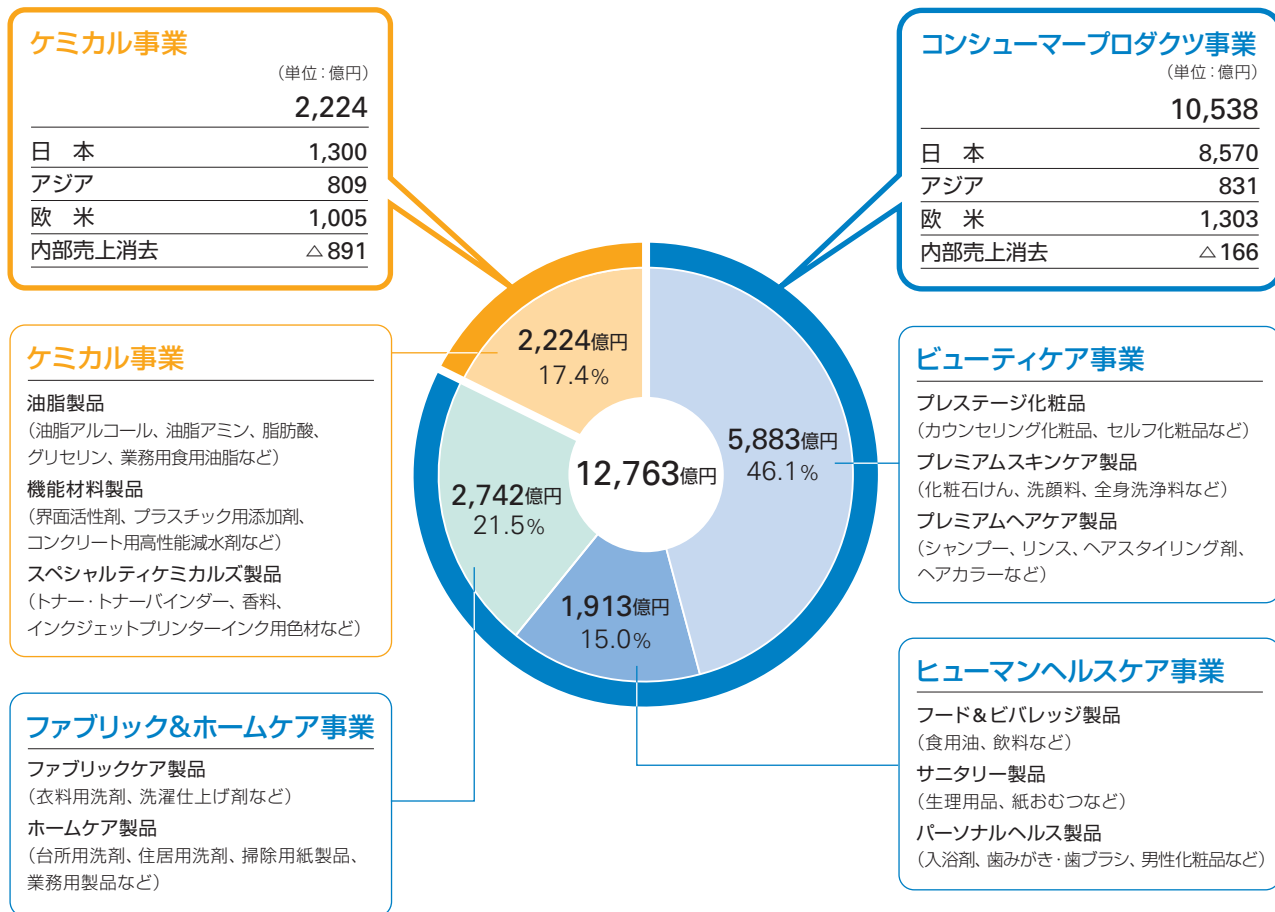 ケミカル事業
(単位:億円)
2,224
日 本 1,300
アジア 809
欧 米 1,005
内部売上消去 △891
コンシューマープロダクツ事業
(単位:億円)
10,538
日 本 8,570
アジア 831
欧 米 1,303
内部売上消去 △166
2,224億円
17.4%
5,883億円
46.1%
12,763億円
2,742億円
21.5%
1,913億円
15.0%
ケミカル事業
油脂製品
(油脂アルコール、油脂アミン、脂肪酸、
グリセリン、業務用食用油脂など)
機能材料製品
(界面活性剤、プラスチック用添加剤、
コンクリート用高性能減水剤など)
スペシャルティケミカルズ製品
(トナー・トナーバインダー、香料、
インクジェットプリンターインク用色材など)
ビューティケア事業
プレステージ化粧品
(カウンセリング化粧品、セルフ化粧品など)
プレミアムスキンケア製品
(化粧石けん、洗顔料、全身洗浄料など)
プレミアムヘアケア製品
(シャンプー、リンス、ヘアスタイリング剤、
ヘアカラーなど)
ファブリック&ホームケア事業
ファブリックケア製品
(衣料用洗剤、洗濯仕上げ剤など)
ホームケア製品
(台所用洗剤、住居用洗剤、掃除用紙製品、
業務用製品など)
ヒューマンヘルスケア事業
フード&ビバレッジ製品
(食用油、飲料など)
サニタリー製品
(生理用品、紙おむつなど)
パーソナルヘルス製品
(入浴剤、歯みがき・歯ブラシ、男性化粧品など)